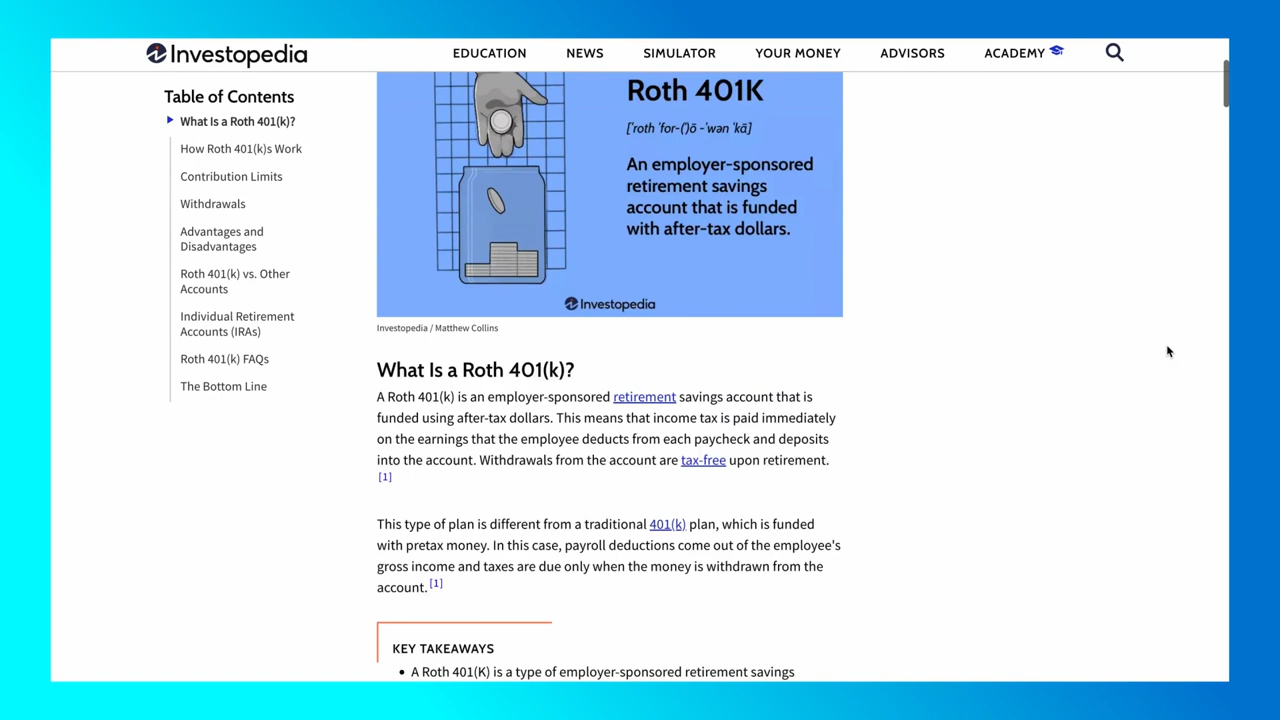 Investopedia
EDUCATION NEWS SIMULATOR YOUR MONEY ADVISORS ACADEMY
Table of Contents
What Is a Roth 401(k)?
How Roth 401(k)s Work
Contribution Limits
Withdrawals
Advantages and
Disadvantages
Roth 401(k) vs. Other
Accounts
Individual Retirement
Accounts (IRAs)
Roth 401(k) FAQs
The Bottom Line
Roth 401K
['roth 'for-(')ō -'wən 'kā]
An employer-sponsored
retirement savings
account that is funded
with after-tax dollars.
Investopedia
Investopedia / Matthew Collins
What Is a Roth 401(k)?
A Roth 401(k) is an employer-sponsored retirement savings account that is
funded using after-tax dollars. This means that income tax is paid immediately
on the earnings that the employee deducts from each paycheck and deposits
into the account. Withdrawals from the account are tax-free upon retirement.
[1]
This type of plan is different from a traditional 401(k) plan, which is funded
with pretax money. In this case, payroll deductions come out of the employee's
gross income and taxes are due only when the money is withdrawn from the
account. [1]
KEY TAKEAWAYS
• A Roth 401(K) is a type of employer-sponsored retirement savings